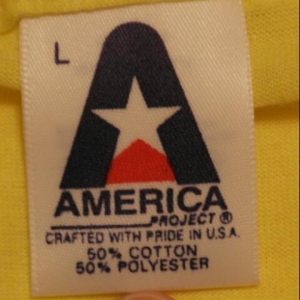 L
AMERICA
PROJECT ®
CRAFTED WITH PRIDE IN U.S.A.
50% COTTON
50% POLYESTER